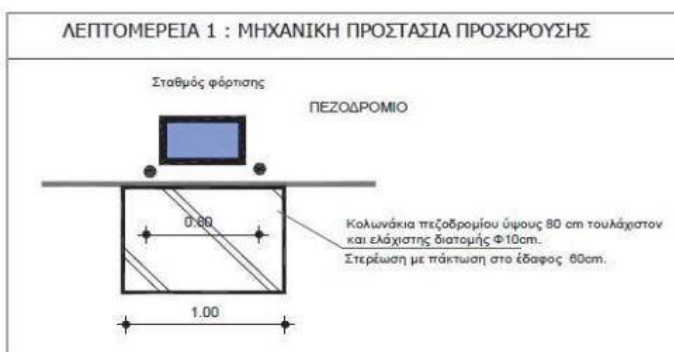 ΛΕΠΤΟΜΕΡΕΙΑ 1 : ΜΗΧΑΝΙΚΗ ΠΡΟΣΤΑΣΙΑ ΠΡΟΣΚΡΟΥΣΗΣ
Σταθμός φόρτισης
ΠΕΖΟΔΡΟΜΙΟ
0.80
Κολωνάκια πεζοδρομίου ύψους 80 cm τουλάχιστον
και ελάχιστης διατομής Φ10cm.
Στερέωση με πάκτωση στο έδαφος 60cm.
1.00